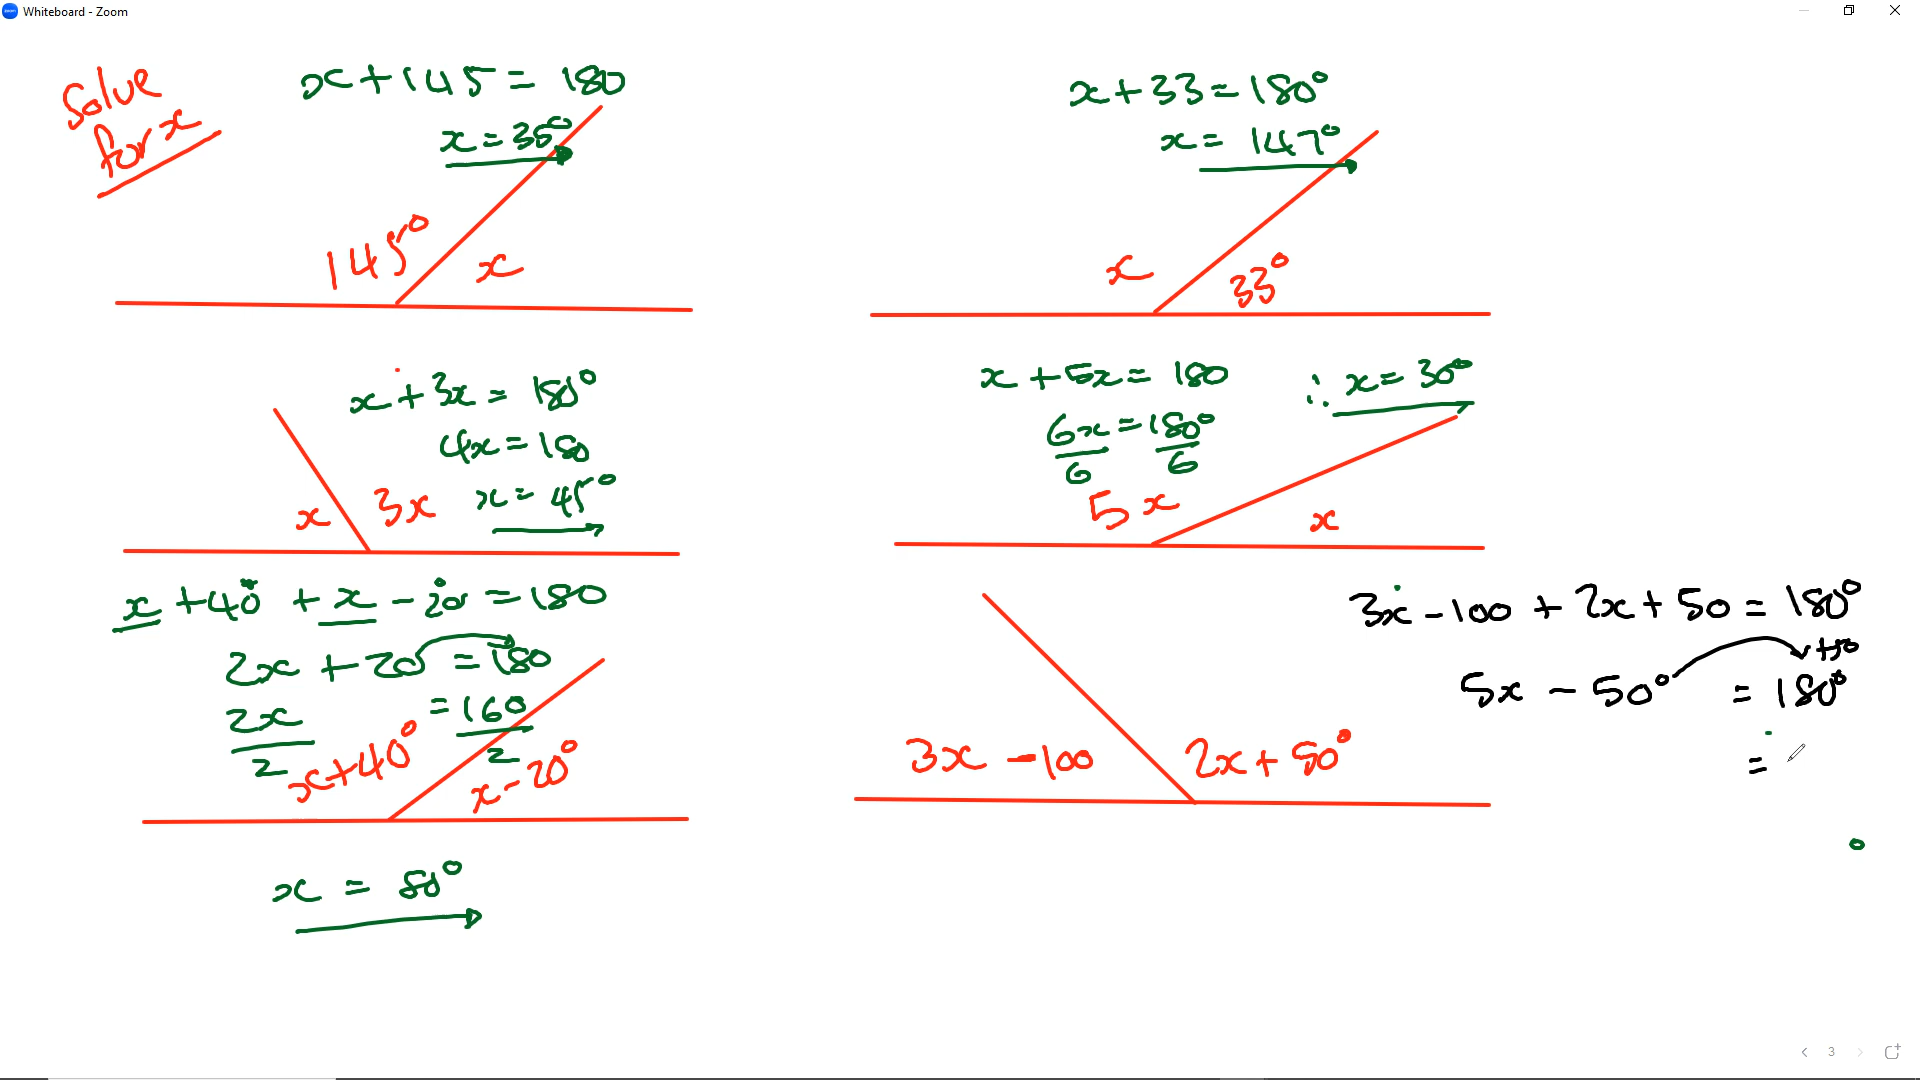 Whiteboard - Zoom
Solve
for x
x + 145 = 180
x = 35°
145°
x
x + 33 = 180°
x = 147°
x
33°
x + 3x = 180°
4x = 180
x = 45°
x
3x
x + 5x = 180
∴ x = 30°
6x = 180°
6 6
5x
x
x + 40° + x - 20° = 180
2x + 20 = 180
2x = 160
2 2
x + 40°
x - 20°
x = 80°
3x - 100 + 2x + 50 = 180°
+50
5x - 50° = 180°
=
3x - 100
2x + 50°
3